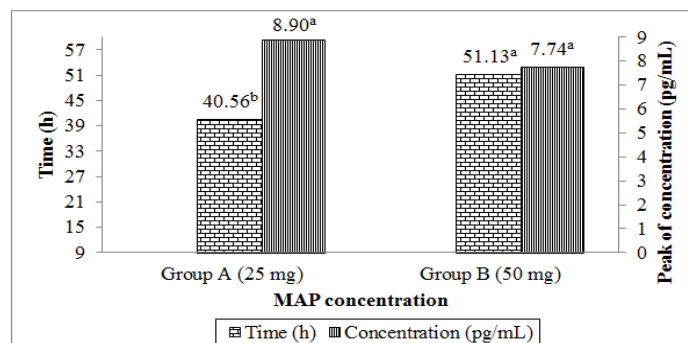 8.90ᵃ
51.13ᵃ 7.74ᵃ
40.56ᵇ
Time (h)
57
51
45
39
33
27
21
15
9
9
8
7
6
5
4
3
2
1
0
Peak of concentration (pg/mL)
Group A (25 mg) Group B (50 mg)
MAP concentration
Time (h) Concentration (pg/mL)